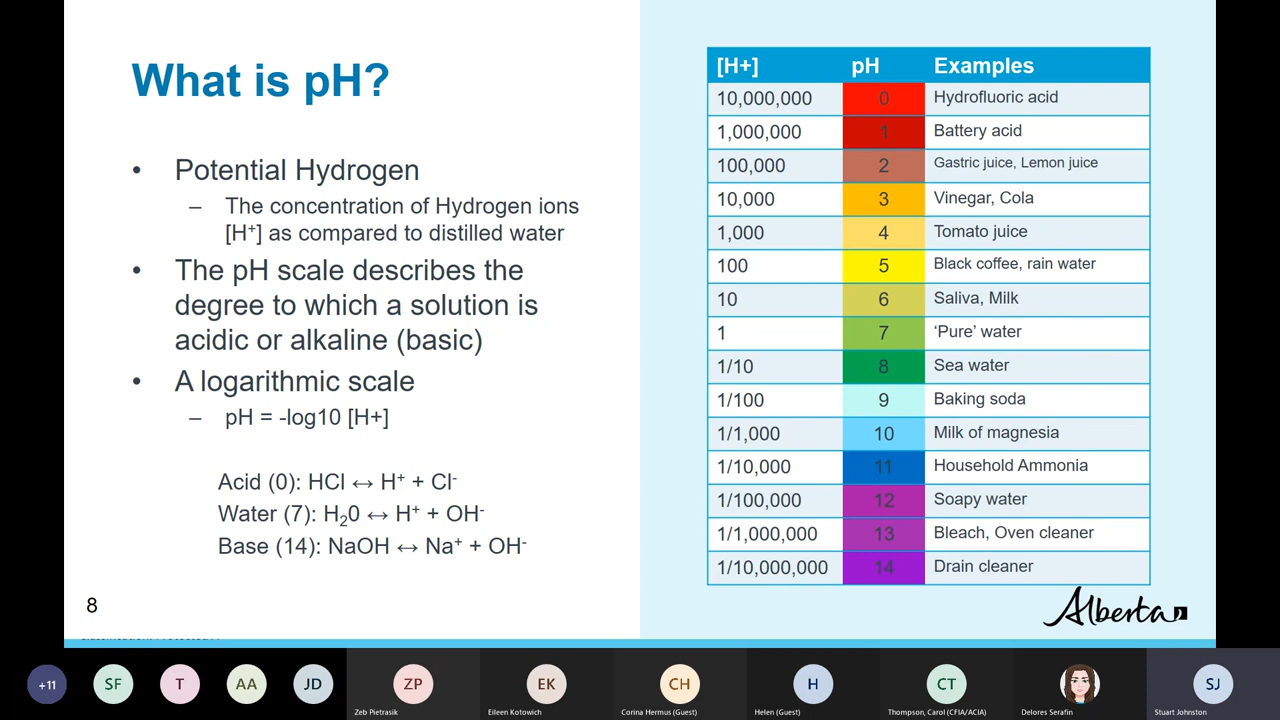 What is pH?
• Potential Hydrogen
– The concentration of Hydrogen ions
[H+] as compared to distilled water
• The pH scale describes the
degree to which a solution is
acidic or alkaline (basic)
• A logarithmic scale
– pH = -log10 [H+]
Acid (0): HCl ↔ H+ + Cl-
Water (7): H20 ↔ H+ + OH-
Base (14): NaOH ↔ Na+ + OH-
8
[H+] pH Examples
10,000,000 0 Hydrofluoric acid
1,000,000 1 Battery acid
100,000 2 Gastric juice, Lemon juice
10,000 3 Vinegar, Cola
1,000 4 Tomato juice
100 5 Black coffee, rain water
10 6 Saliva, Milk
1 7 ‘Pure’ water
1/10 8 Sea water
1/100 9 Baking soda
1/1,000 10 Milk of magnesia
1/10,000 11 Household Ammonia
1/100,000 12 Soapy water
1/1,000,000 13 Bleach, Oven cleaner
1/10,000,000 14 Drain cleaner
Alberta
+11 SF T AA JD ZP EK CH H CT SJ
Zeb Pietrasik Eileen Kotowich Corina Hermus (Guest) Helen (Guest) Thompson, Carol (CFIA/ACIA) Delores Serafin Stuart Johnston